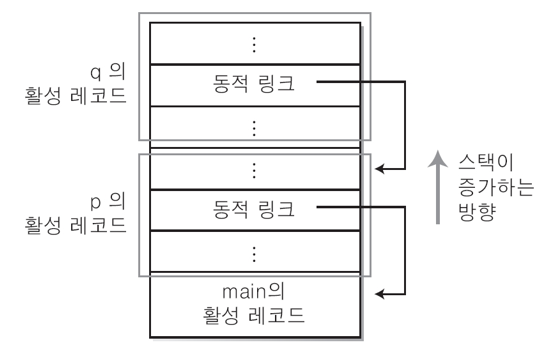 ⋮
q 의
활성 레코드
동적 링크
⋮
⋮
p 의
활성 레코드
동적 링크
⋮
main의
활성 레코드
스택이
증가하는
방향